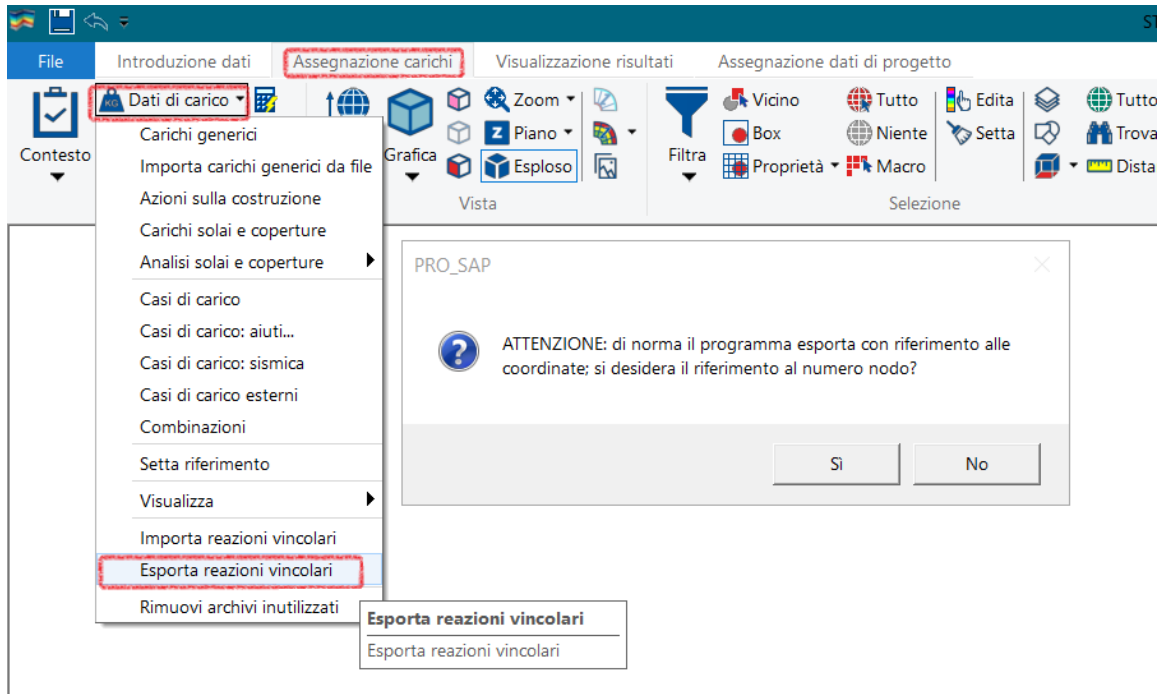 ST
File
Introduzione dati
Assegnazione carichi
Visualizzazione risultati
Assegnazione dati di progetto
Contesto
KG Dati di carico
Carichi generici
Importa carichi generici da file
Azioni sulla costruzione
Carichi solai e coperture
Analisi solai e coperture
Casi di carico
Casi di carico: aiuti...
Casi di carico: sismica
Casi di carico esterni
Combinazioni
Setta riferimento
Visualizza
Importa reazioni vincolari
Esporta reazioni vincolari
Rimuovi archivi inutilizzati
Esporta reazioni vincolari
Esporta reazioni vincolari
Grafica
Zoom
Z Piano
Esploso
Vista
Filtra
Vicino
Box
Proprietà
Tutto
Niente
Macro
Edita
Setta
Selezione
Tutto
Trova
Dista
PRO_SAP
ATTENZIONE: di norma il programma esporta con riferimento alle
coordinate; si desidera il riferimento al numero nodo?
Sì
No